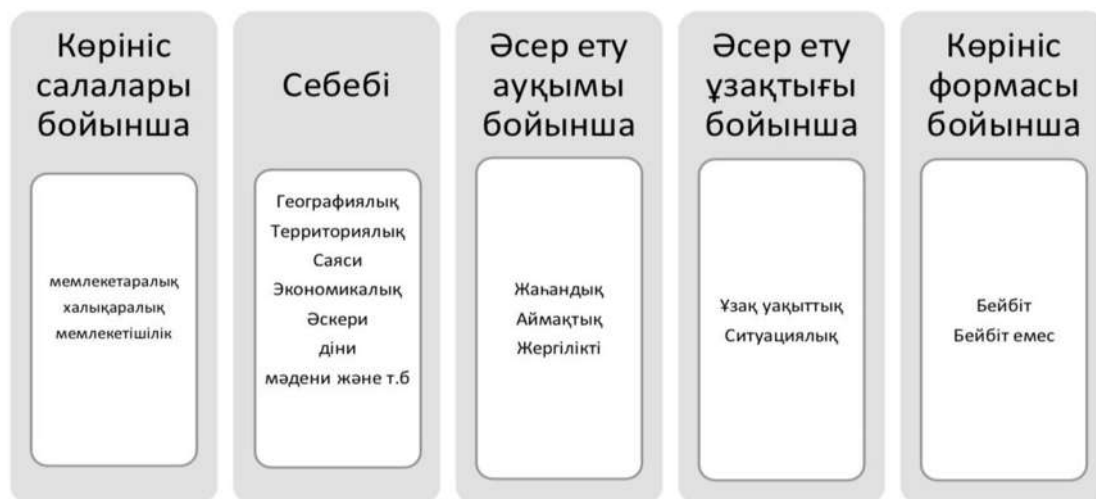 Көрініс
салалары
бойынша
мемлекетаралық
халықаралық
мемлекетішілік
Себебі
Географиялық
Территориялық
Саяси
Экономикалық
Әскери
діни
мәдени және т.б
Әсер ету
ауқымы
бойынша
Жаһандық
Аймақтық
Жергілікті
Әсер ету
ұзақтығы
бойынша
Ұзақ уақыттық
Ситуациялық
Көрініс
формасы
бойынша
Бейбіт
Бейбіт емес